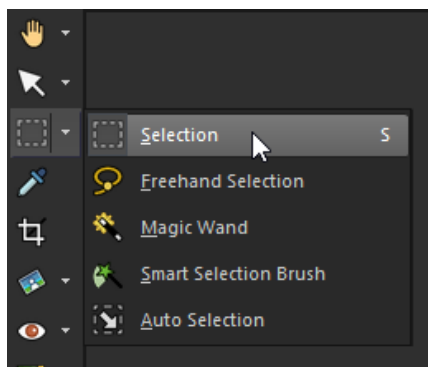 Selection S
Freehand Selection
Magic Wand
Smart Selection Brush
Auto Selection